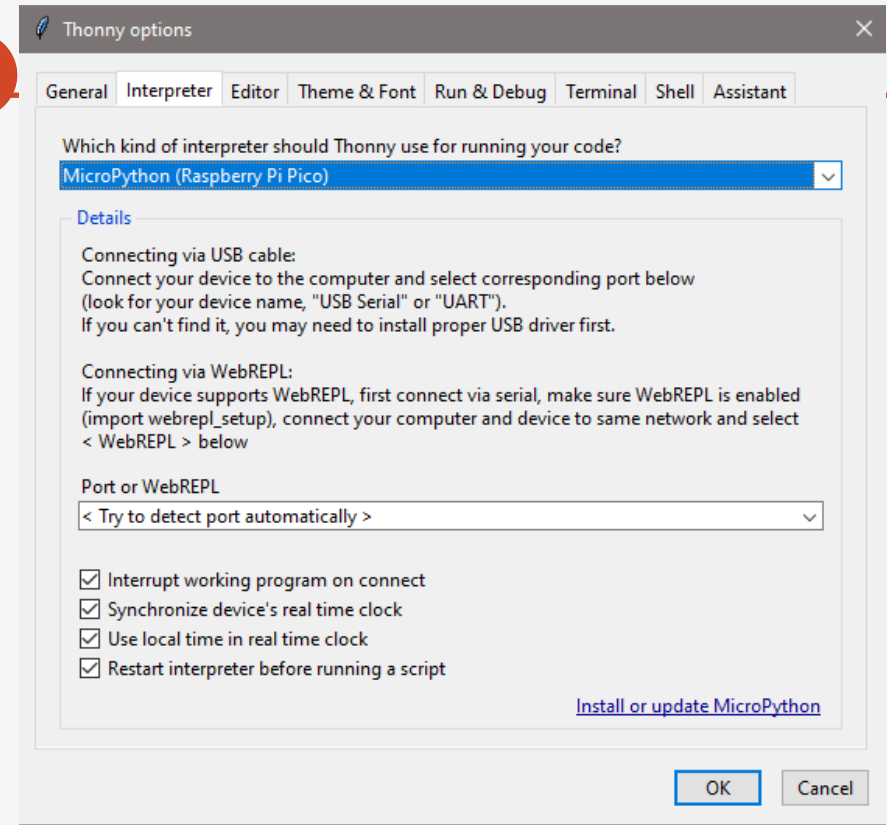 Thonny options
General Interpreter Editor Theme & Font Run & Debug Terminal Shell Assistant
Which kind of interpreter should Thonny use for running your code?
MicroPython (Raspberry Pi Pico)
Details
Connecting via USB cable:
Connect your device to the computer and select corresponding port below
(look for your device name, "USB Serial" or "UART").
If you can't find it, you may need to install proper USB driver first.
Connecting via WebREPL:
If your device supports WebREPL, first connect via serial, make sure WebREPL is enabled
(import webrepl_setup), connect your computer and device to same network and select
< WebREPL > below
Port or WebREPL
< Try to detect port automatically >
Interrupt working program on connect
Synchronize device's real time clock
Use local time in real time clock
Restart interpreter before running a script
Install or update MicroPython
OK Cancel